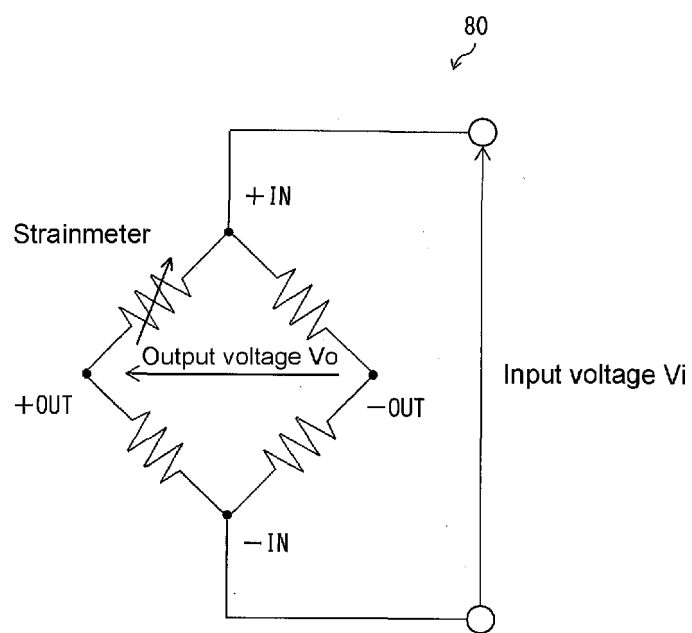 80
+IN
Strainmeter
Output voltage Vo
Input voltage Vi
+OUT
-OUT
-IN